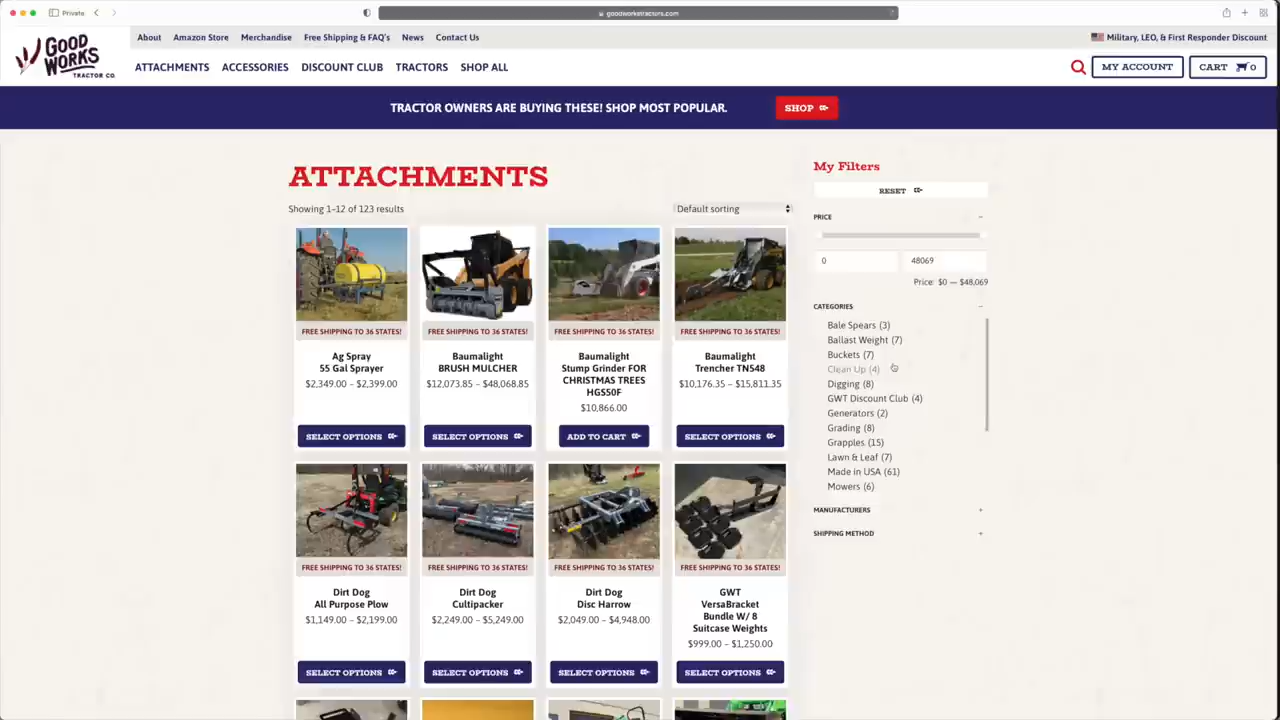 Private
goodworkstractors.com
GOOD
WORKS
TRACTOR CO.
About
Amazon Store
Merchandise
Free Shipping & FAQ's
News
Contact Us
Military, LEO, & First Responder Discount
ATTACHMENTS
ACCESSORIES
DISCOUNT CLUB
TRACTORS
SHOP ALL
MY ACCOUNT
CART 0
TRACTOR OWNERS ARE BUYING THESE! SHOP MOST POPULAR.
SHOP
ATTACHMENTS
Showing 1–12 of 123 results
Default sorting
FREE SHIPPING TO 36 STATES!
FREE SHIPPING TO 36 STATES!
FREE SHIPPING TO 36 STATES!
FREE SHIPPING TO 36 STATES!
Ag Spray
55 Gal Sprayer
$2,349.00 – $2,399.00
SELECT OPTIONS
Baumalight
BRUSH MULCHER
$12,073.85 – $48,068.85
SELECT OPTIONS
Baumalight
Stump Grinder FOR
CHRISTMAS TREES
HGS50F
$10,866.00
ADD TO CART
Baumalight
Trencher TN548
$10,176.35 – $15,811.35
SELECT OPTIONS
FREE SHIPPING TO 36 STATES!
FREE SHIPPING TO 36 STATES!
FREE SHIPPING TO 36 STATES!
FREE SHIPPING TO 36 STATES!
Dirt Dog
All Purpose Plow
$1,149.00 – $2,199.00
SELECT OPTIONS
Dirt Dog
Cultipacker
$2,249.00 – $5,249.00
SELECT OPTIONS
Dirt Dog
Disc Harrow
$2,049.00 – $4,948.00
SELECT OPTIONS
GWT
VersaBracket
Bundle W/ 8
Suitcase Weights
$999.00 – $1,250.00
SELECT OPTIONS
My Filters
RESET
PRICE –
0
48069
Price: $0 — $48,069
CATEGORIES –
Bale Spears (3)
Ballast Weight (7)
Buckets (7)
Clean Up (4)
Digging (8)
GWT Discount Club (4)
Generators (2)
Grading (8)
Grapples (15)
Lawn & Leaf (7)
Made in USA (61)
Mowers (6)
MANUFACTURERS +
SHIPPING METHOD +